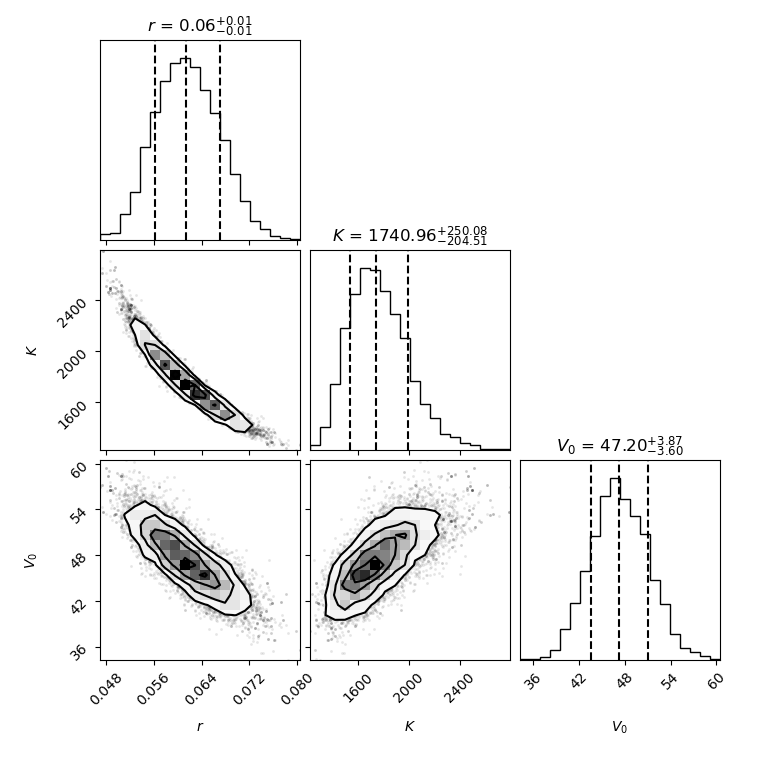 r = 0.06+0.01−0.01
K = 1740.96+250.08−204.51
2400
2000
1600
K
V0 = 47.20+3.87−3.60
60
54
48
42
36
V0
0.048 0.056 0.064 0.072 0.080
r
1600 2000 2400
K
36 42 48 54 60
V0